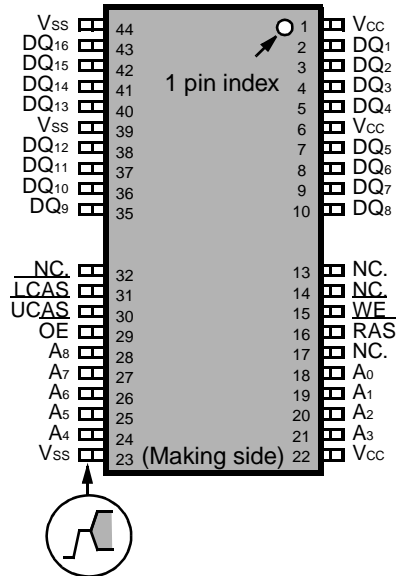 VSS 44 1 VCC
DQ16 43 2 DQ1
DQ15 42 3 DQ2
1 pin index
DQ14 41 4 DQ3
DQ13 40 5 DQ4
VSS 39 6 VCC
DQ12 38 7 DQ5
DQ11 37 8 DQ6
DQ10 36 9 DQ7
DQ9 35 10 DQ8
NC. 32 13 NC.
LCAS 31 14 NC.
UCAS 30 15 WE
OE 29 16 RAS
A8 28 17 NC.
A7 27 18 A0
A6 26 19 A1
A5 25 20 A2
A4 24 21 A3
VSS 23 (Making side) 22 VCC